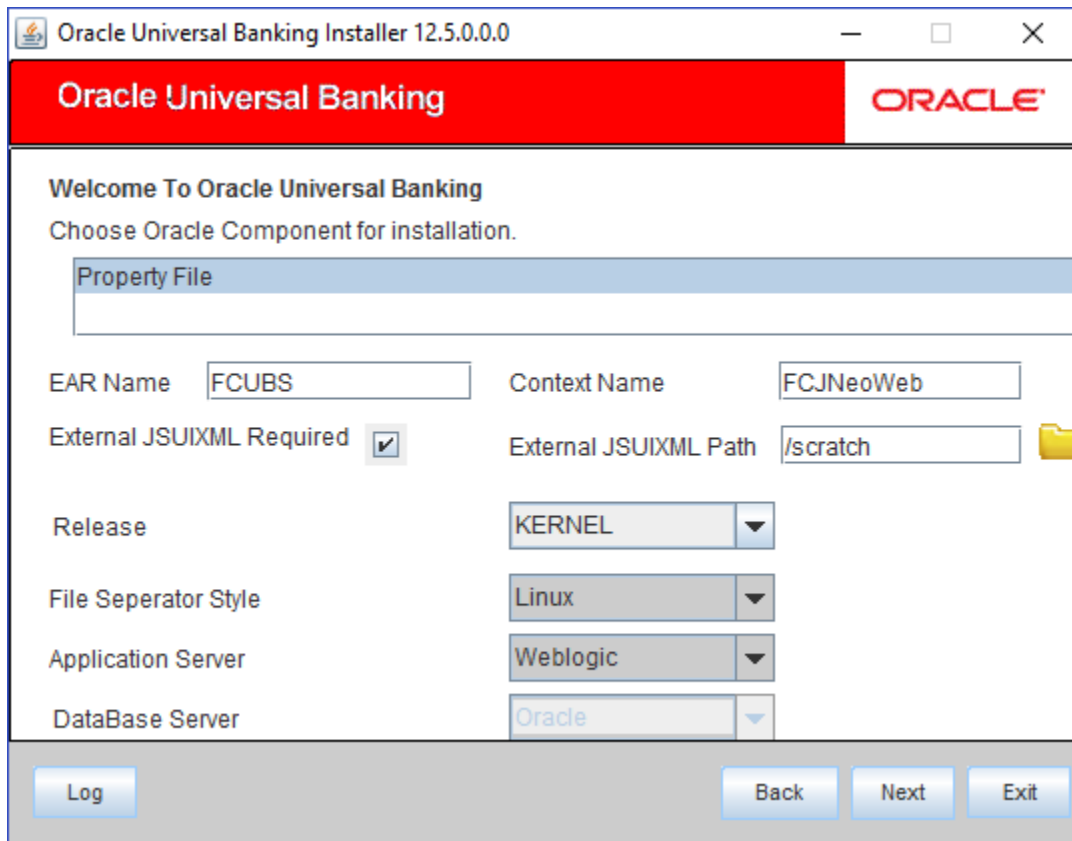 Oracle Universal Banking Installer 12.5.0.0.0
Oracle Universal Banking
ORACLE
Welcome To Oracle Universal Banking
Choose Oracle Component for installation.
Property File
EAR Name FCUBS Context Name FCJNeoWeb
External JSUIXML Required External JSUIXML Path /scratch
Release KERNEL
File Seperator Style Linux
Application Server Weblogic
DataBase Server Oracle
Log Back Next Exit